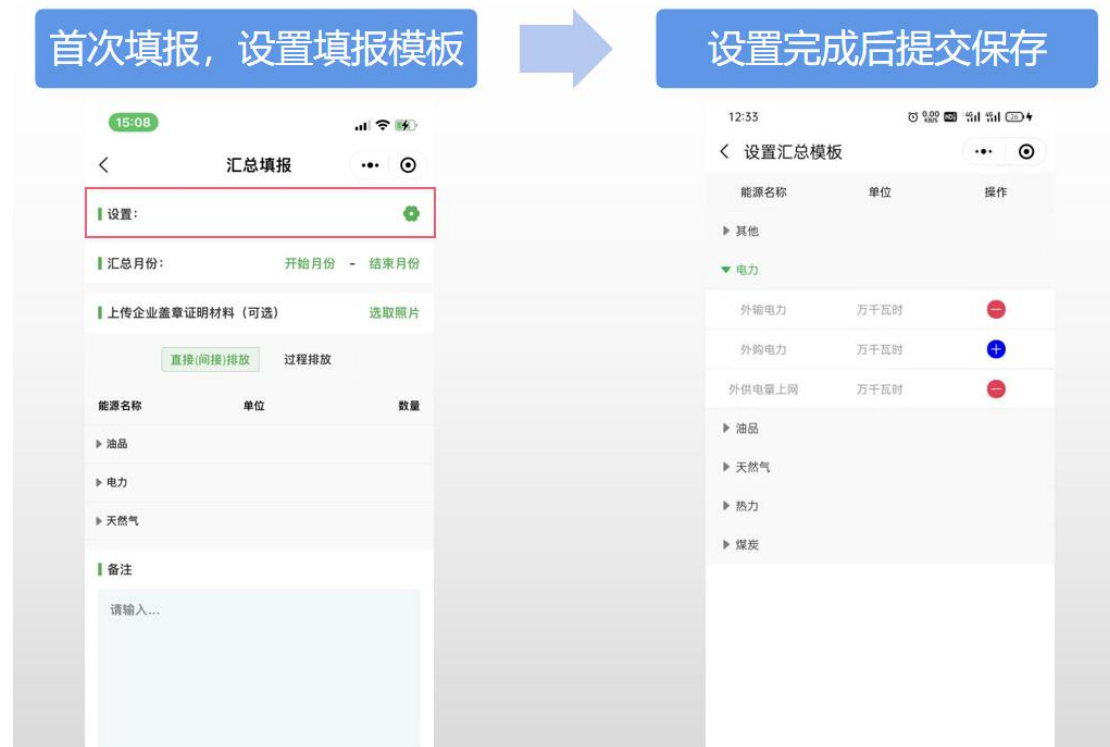 首次填报，设置填报模板
设置完成后提交保存
15:08
汇总填报
设置：
汇总月份： 开始月份 - 结束月份
上传企业盖章证明材料（可选） 选取照片
直接(间接)排放 过程排放
能源名称 单位 数量
油品
电力
天然气
备注
请输入...
12:33 0.00 KB/S HD 4G 4G 26
设置汇总模板
能源名称 单位 操作
其他
电力
外输电力 万千瓦时
外购电力 万千瓦时
外供电量上网 万千瓦时
油品
天然气
热力
煤炭